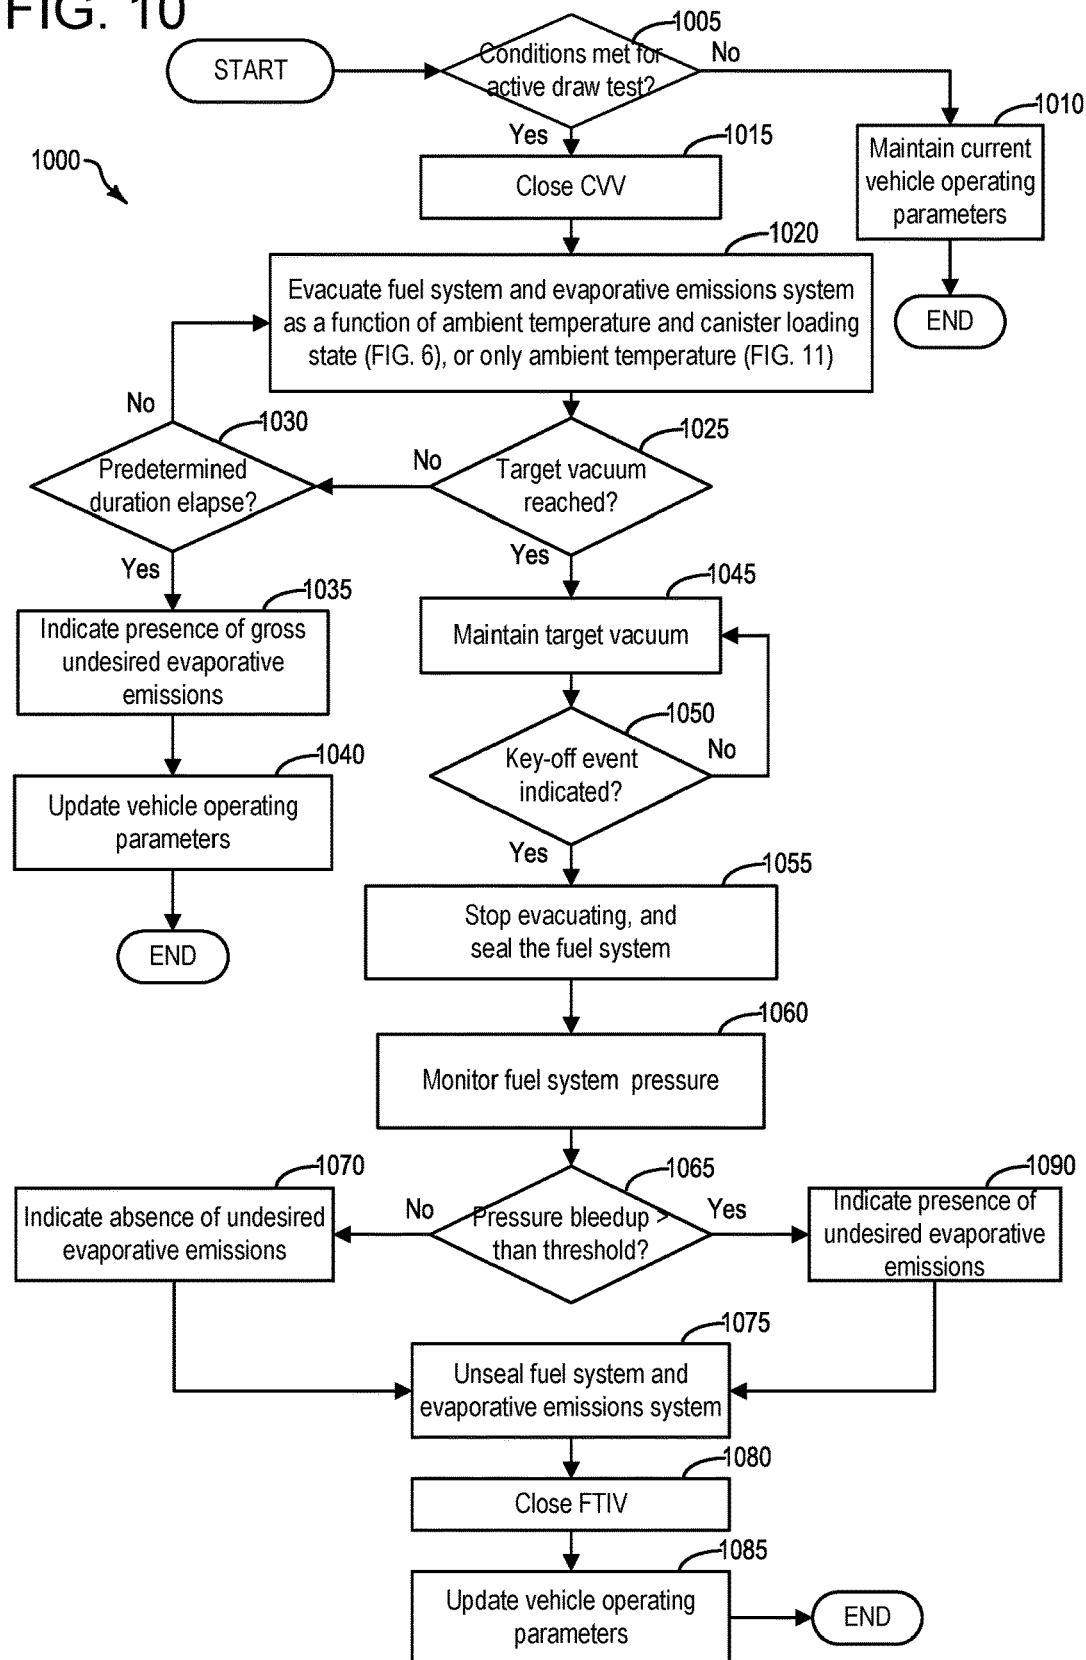 FIG. 10
1005
START
Conditions met for
active draw test?
No
Yes
1010
Maintain current
vehicle operating
parameters
END
1000
1015
Close CVV
1020
Evacuate fuel system and evaporative emissions system
as a function of ambient temperature and canister loading
state (FIG. 6), or only ambient temperature (FIG. 11)
No
1030
Predetermined
duration elapse?
No
1025
Target vacuum
reached?
Yes
Yes
1035
Indicate presence of gross
undesired evaporative
emissions
1045
Maintain target vacuum
1040
Update vehicle operating
parameters
END
1050
Key-off event
indicated?
No
Yes
1055
Stop evacuating, and
seal the fuel system
1060
Monitor fuel system pressure
1070
Indicate absence of undesired
evaporative emissions
No
1065
Pressure bleedup >
than threshold?
Yes
1090
Indicate presence of
undesired evaporative
emissions
1075
Unseal fuel system and
evaporative emissions system
1080
Close FTIV
1085
Update vehicle operating
parameters
END